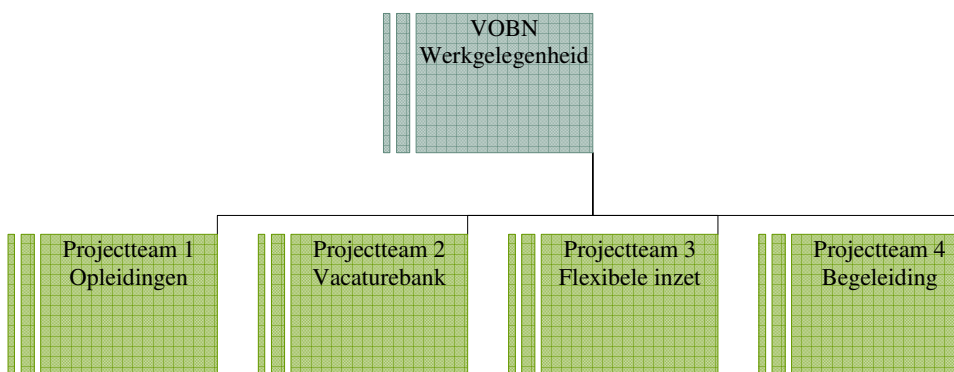 VOBN
Werkgelegenheid
Projectteam 1
Opleidingen
Projectteam 2
Vacaturebank
Projectteam 3
Flexibele inzet
Projectteam 4
Begeleiding